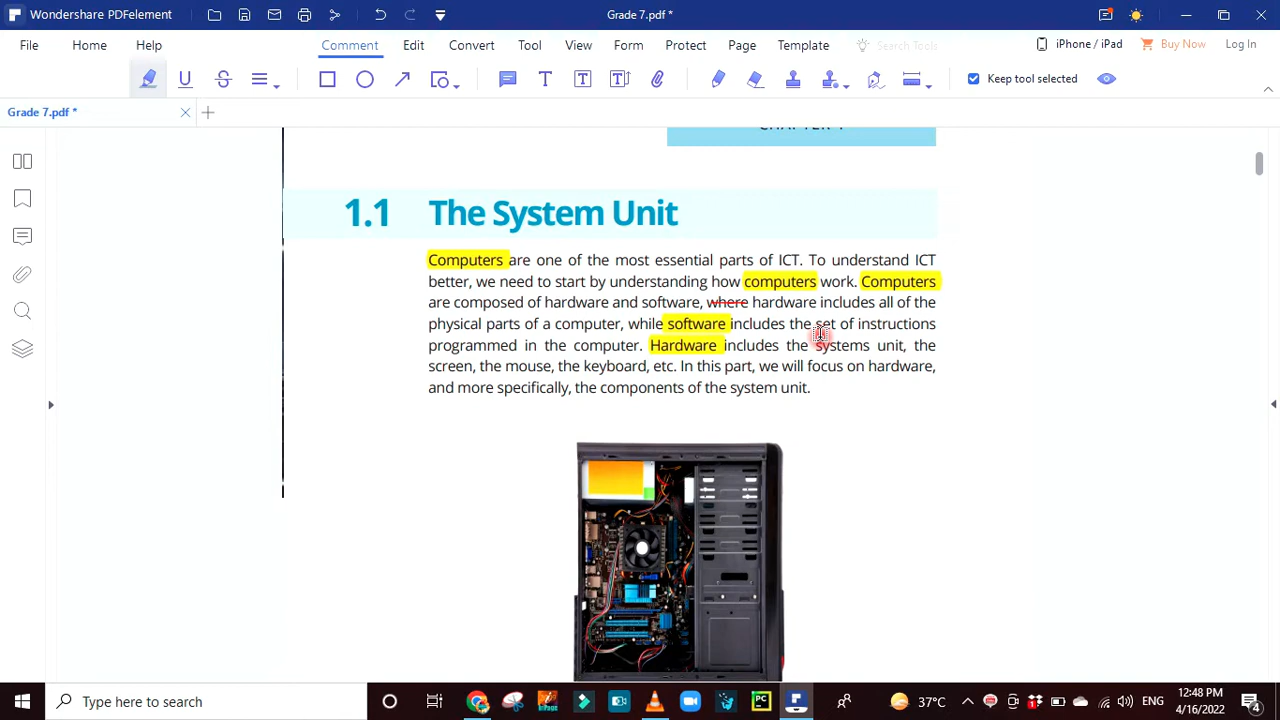 Wondershare PDFelement
Grade 7.pdf *
File Home Help Comment Edit Convert Tool View Form Protect Page Template Search Tools iPhone / iPad Buy Now Log In
Keep tool selected
Grade 7.pdf *
CHAPTER 1
1.1 The System Unit
Computers are one of the most essential parts of ICT. To understand ICT
better, we need to start by understanding how computers work. Computers
are composed of hardware and software, where hardware includes all of the
physical parts of a computer, while software includes the set of instructions
programmed in the computer. Hardware includes the systems unit, the
screen, the mouse, the keyboard, etc. In this part, we will focus on hardware,
and more specifically, the components of the system unit.
Type here to search
37°C
ENG
12:48 PM
4/16/2022
4